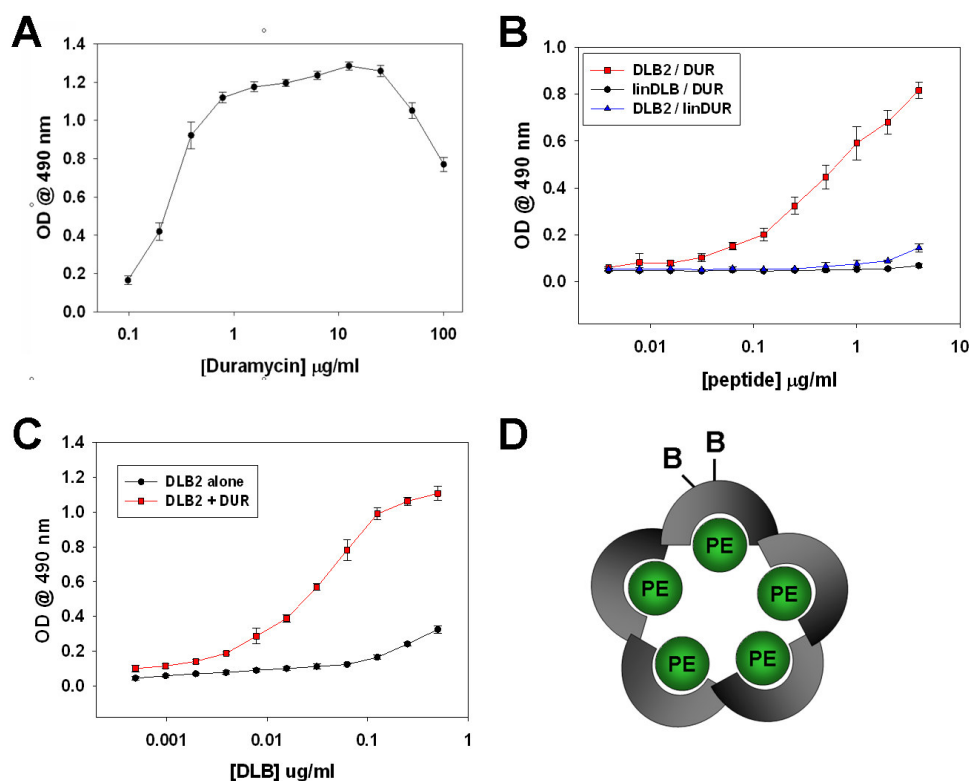 A
1.4
1.2
1.0
0.8
0.6
0.4
0.2
0.0
OD @ 490 nm
0.1 1 10 100
[Duramycin] μg/ml
B
1.0
0.8
0.6
0.4
0.2
0.0
OD @ 490 nm
DLB2 / DUR
linDLB / DUR
DLB2 / linDUR
0.01 0.1 1 10
[peptide] μg/ml
C
1.4
1.2
1.0
0.8
0.6
0.4
0.2
0.0
OD @ 490 nm
DLB2 alone
DLB2 + DUR
0.001 0.01 0.1 1
[DLB] ug/ml
D
B B
PE
PE
PE
PE
PE